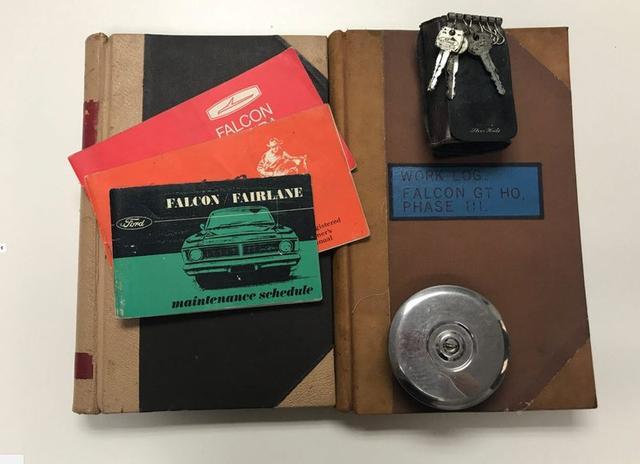 FALCON
FALCON / FAIRLANE
Ford
maintenance schedule
WORK LOG.
FALCON GT HO,
PHASE III.